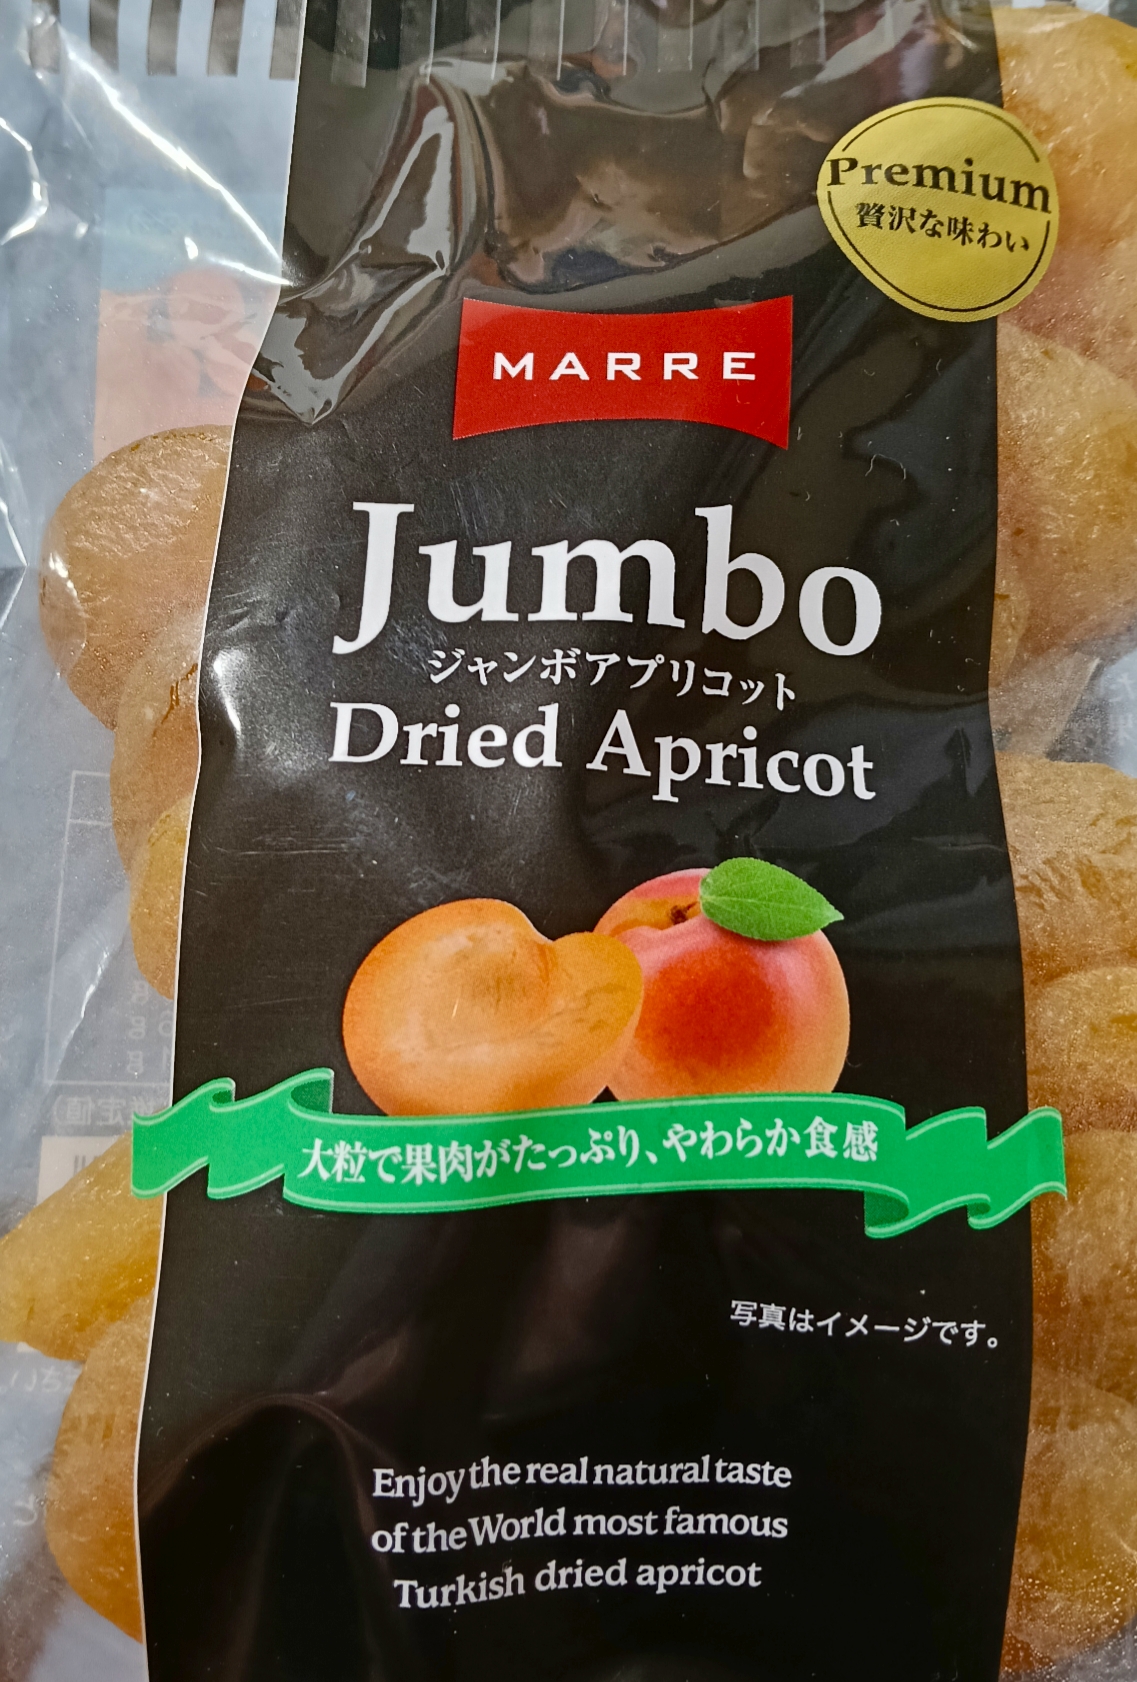 Premium
贅沢な味わい
MARRE
Jumbo
ジャンボアプリコット
Dried Apricot
大粒で果肉がたっぷり、やわらか食感
写真はイメージです。
Enjoy the real natural taste
of the World most famous
Turkish dried apricot